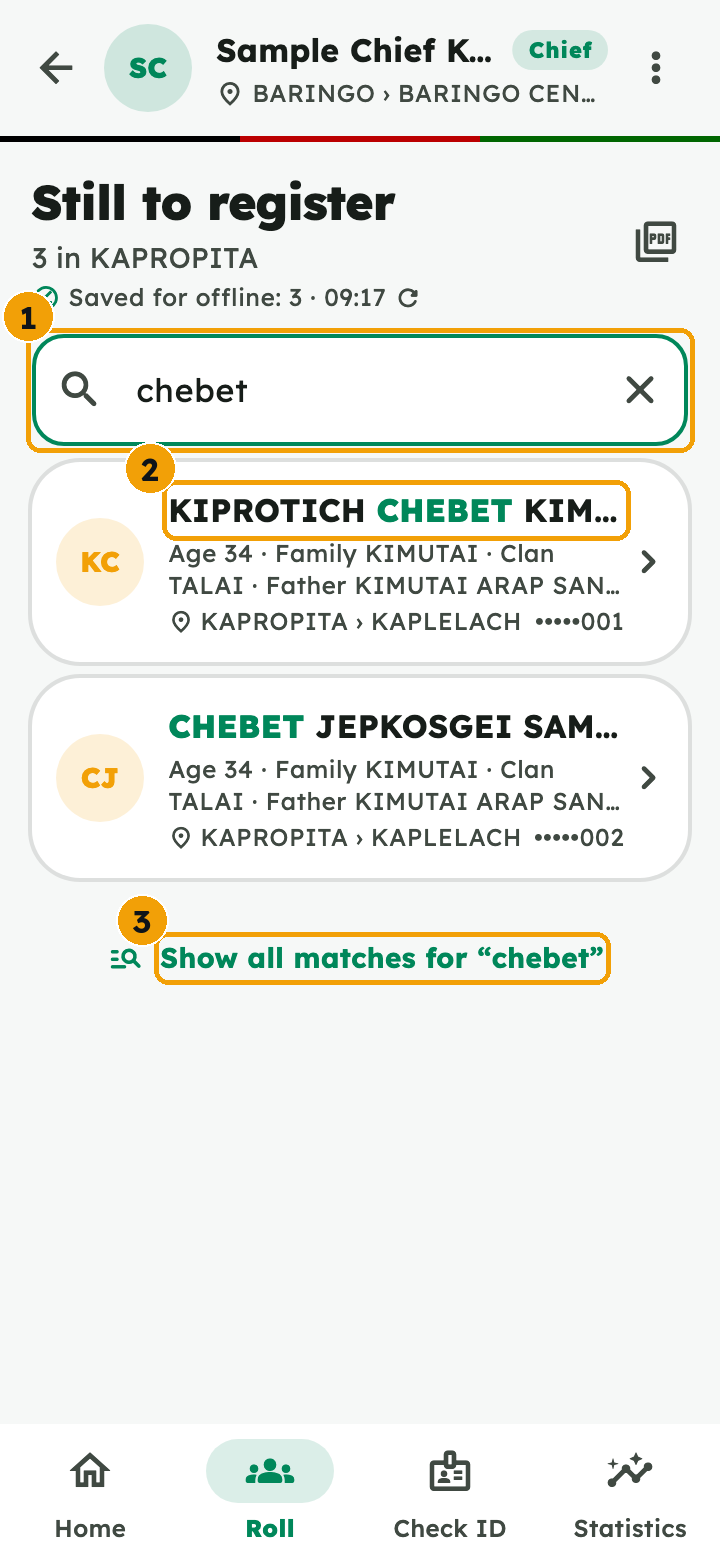 SC
Sample Chief K...
Chief
BARINGO › BARINGO CEN...
Still to register
3 in KAPROPITA
PDF
Saved for offline: 3 · 09:17
1
chebet
2
KIPROTICH CHEBET KIM...
KC
Age 34 · Family KIMUTAI · Clan
TALAI · Father KIMUTAI ARAP SAN...
KAPROPITA › KAPLELACH •••••001
CHEBET JEPKOSGEI SAM...
CJ
Age 34 · Family KIMUTAI · Clan
TALAI · Father KIMUTAI ARAP SAN...
KAPROPITA › KAPLELACH •••••002
3
Show all matches for “chebet”
Home
Roll
Check ID
Statistics